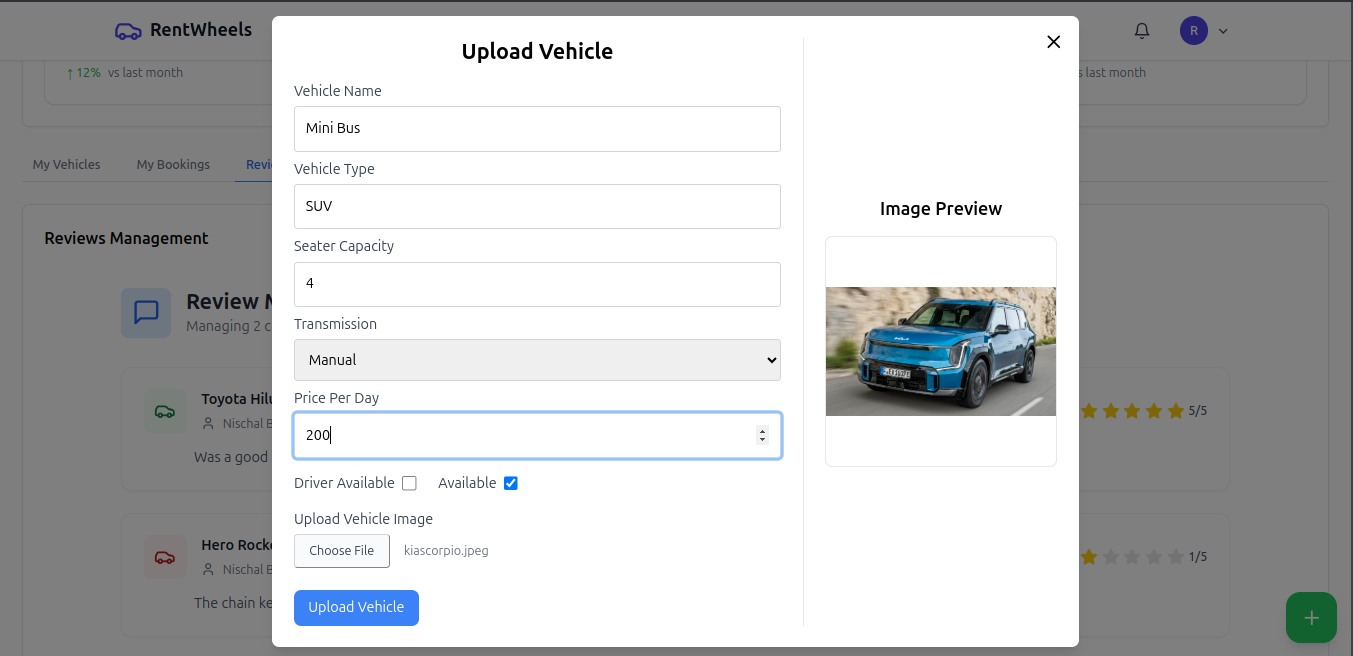 RentWheels
R
↑ 12% vs last month
s last month
My Vehicles
My Bookings
Revi
Reviews Management
Review M
Managing 2 c
Toyota Hilu
Nischal B
Was a good
5/5
Hero Rocke
Nischal B
The chain ke
1/5
+
Upload Vehicle
Vehicle Name
Mini Bus
Vehicle Type
SUV
Seater Capacity
4
Transmission
Manual
Price Per Day
200
Driver Available
Available
Upload Vehicle Image
Choose File
kiascorpio.jpeg
Upload Vehicle
Image Preview